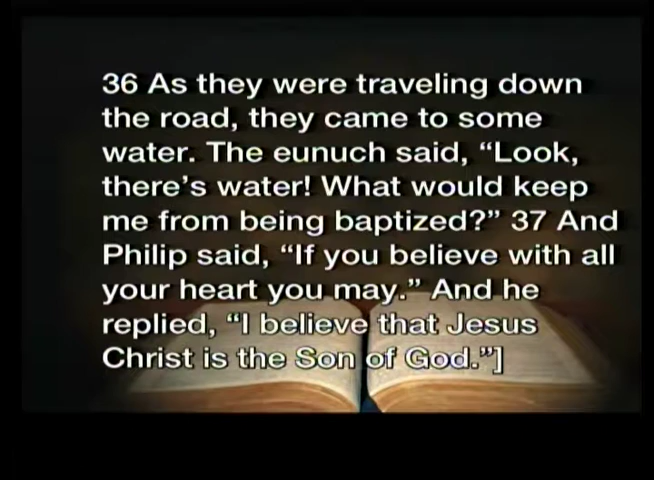 36 As they were traveling down
the road, they came to some
water. The eunuch said, “Look,
there’s water! What would keep
me from being baptized?” 37 And
Philip said, “If you believe with all
your heart you may.” And he
replied, “I believe that Jesus
Christ is the Son of God.”]